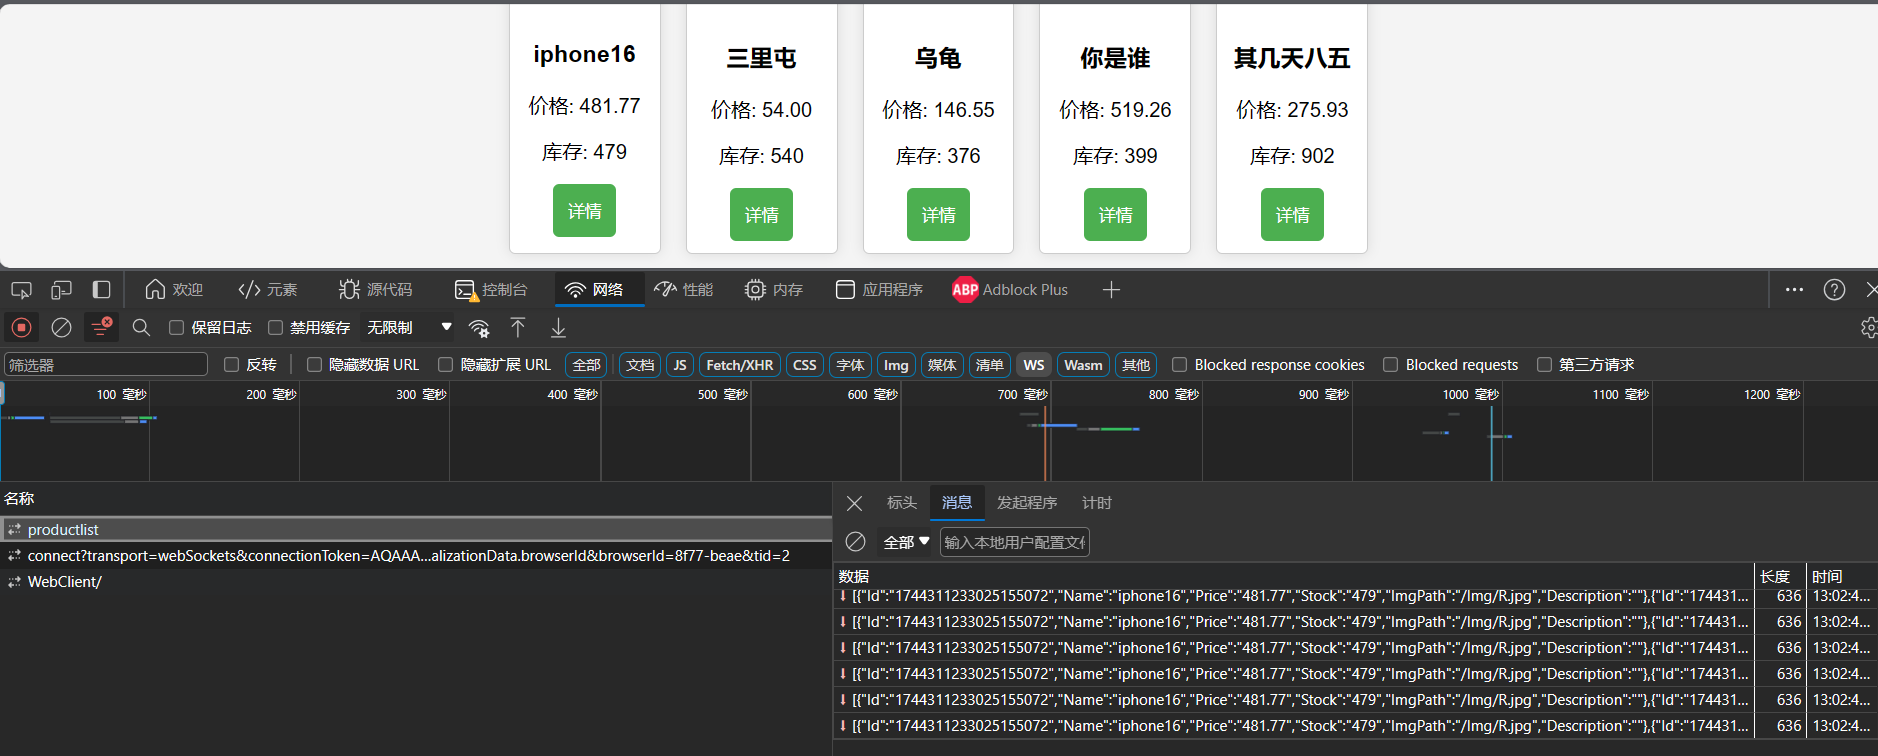 iphone16
价格: 481.77
库存: 479
详情
三里屯
价格: 54.00
库存: 540
详情
乌龟
价格: 146.55
库存: 376
详情
你是谁
价格: 519.26
库存: 399
详情
其几天八五
价格: 275.93
库存: 902
详情
欢迎 元素 源代码 控制台 网络 性能 内存 应用程序 ABP Adblock Plus
保留日志 禁用缓存 无限制
筛选器 反转 隐藏数据 URL 隐藏扩展 URL 全部 文档 JS Fetch/XHR CSS 字体 Img 媒体 清单 WS Wasm 其他 Blocked response cookies Blocked requests 第三方请求
100 毫秒 200 毫秒 300 毫秒 400 毫秒 500 毫秒 600 毫秒 700 毫秒 800 毫秒 900 毫秒 1000 毫秒 1100 毫秒 1200 毫秒
名称
productlist
connect?transport=webSockets&connectionToken=AQAAA...alizationData.browserId&browserId=8f77-beae&tid=2
WebClient/
标头 消息 发起程序 计时
全部 输入本地用户配置文件
数据 长度 时间
[{"Id":"1744311233025155072","Name":"iphone16","Price":"481.77","Stock":"479","ImgPath":"/Img/R.jpg","Description":""},{"Id":"174431... 636 13:02:4...
[{"Id":"1744311233025155072","Name":"iphone16","Price":"481.77","Stock":"479","ImgPath":"/Img/R.jpg","Description":""},{"Id":"174431... 636 13:02:4...
[{"Id":"1744311233025155072","Name":"iphone16","Price":"481.77","Stock":"479","ImgPath":"/Img/R.jpg","Description":""},{"Id":"174431... 636 13:02:4...
[{"Id":"1744311233025155072","Name":"iphone16","Price":"481.77","Stock":"479","ImgPath":"/Img/R.jpg","Description":""},{"Id":"174431... 636 13:02:4...
[{"Id":"1744311233025155072","Name":"iphone16","Price":"481.77","Stock":"479","ImgPath":"/Img/R.jpg","Description":""},{"Id":"174431... 636 13:02:4...
[{"Id":"1744311233025155072","Name":"iphone16","Price":"481.77","Stock":"479","ImgPath":"/Img/R.jpg","Description":""},{"Id":"174431... 636 13:02:4...